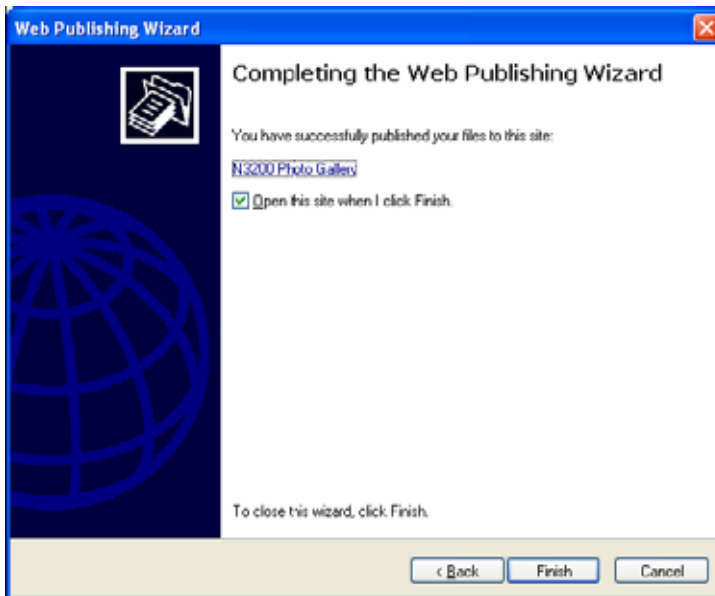 Web Publishing Wizard
Completing the Web Publishing Wizard
You have successfully published your files to this site:
N3200 Photo Gallery
Open this site when I click Finish.
To close this wizard, click Finish.
< Back Finish Cancel